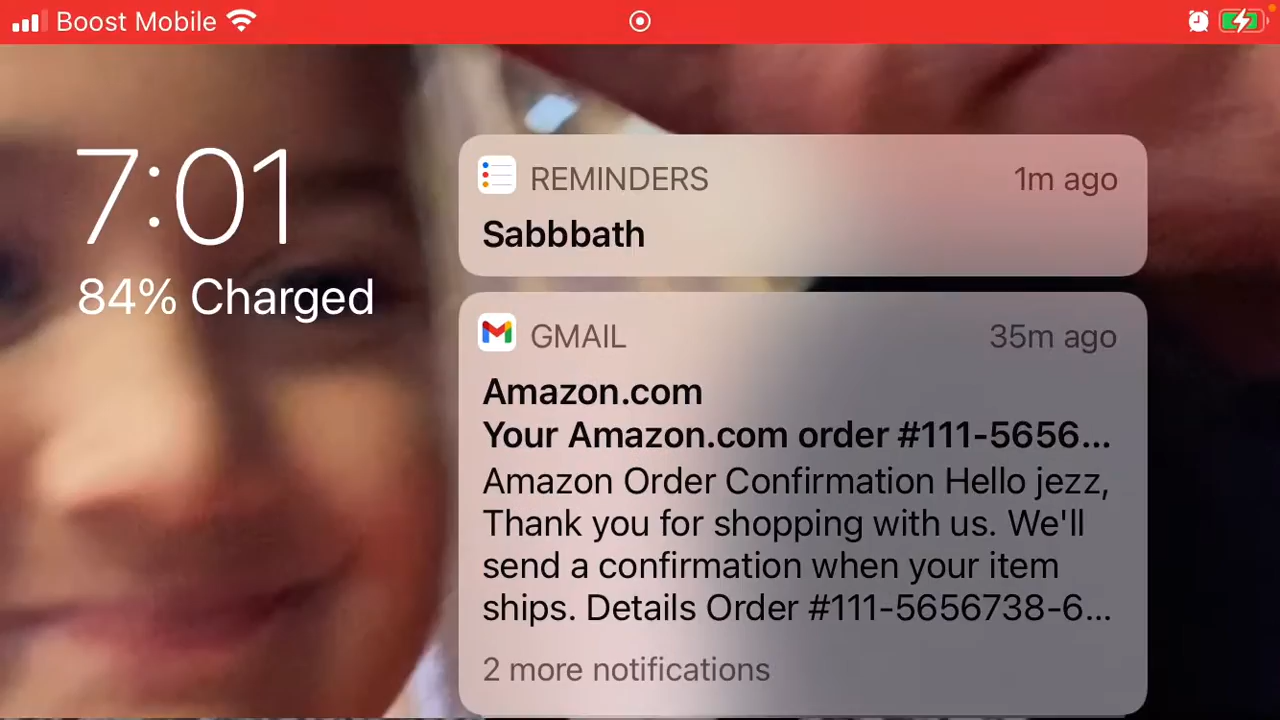 Boost Mobile
7:01
84% Charged
REMINDERS 1m ago
Sabbbath
GMAIL 35m ago
Amazon.com
Your Amazon.com order #111-5656...
Amazon Order Confirmation Hello jezz,
Thank you for shopping with us. We'll
send a confirmation when your item
ships. Details Order #111-5656738-6...
2 more notifications